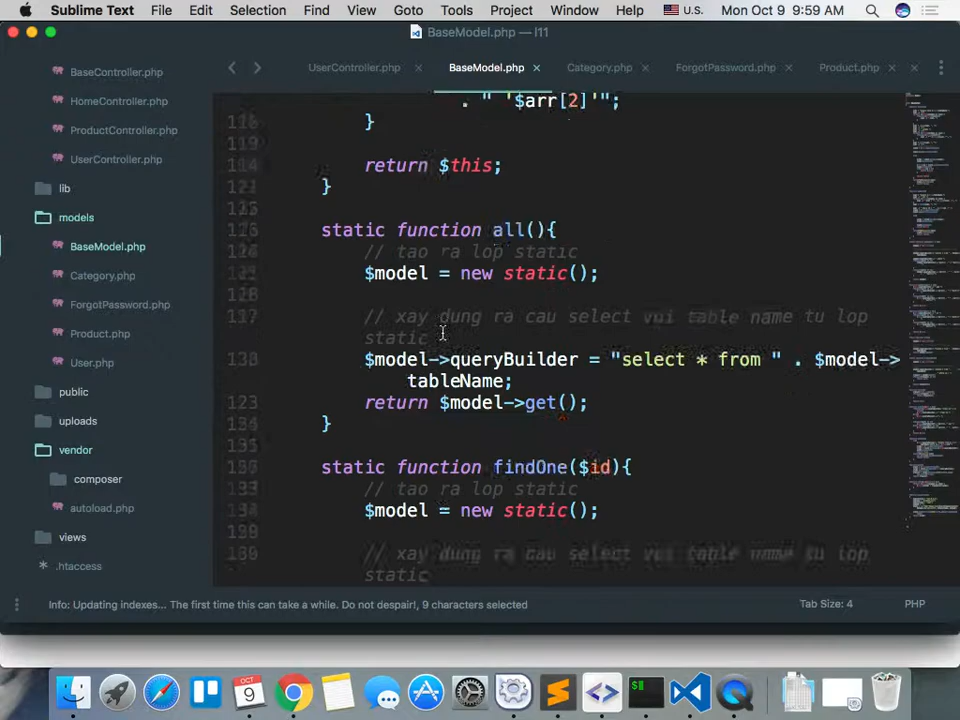 Sublime Text File Edit Selection Find View Goto Tools Project Window Help U.S. Mon Oct 9 9:59 AM
BaseModel.php — l11
UserController.php BaseModel.php Category.php ForgotPassword.php Product.php
BaseController.php
HomeController.php
ProductController.php
UserController.php
lib
models
BaseModel.php
Category.php
ForgotPassword.php
Product.php
User.php
public
uploads
vendor
composer
autoload.php
views
.htaccess
. " '$arr[2]'";
}
return $this;
}
static function all(){
// tao ra lop static
$model = new static();
// xay dung ra cau select voi table name tu lop
static
$model->queryBuilder = "select * from " . $model->
tableName;
return $model->get();
}
static function findOne($id){
// tao ra lop static
$model = new static();
// xay dung ra cau select voi table name tu lop
static
Info: Updating indexes... The first time this can take a while. Do not despair!, 9 characters selected Tab Size: 4 PHP
9